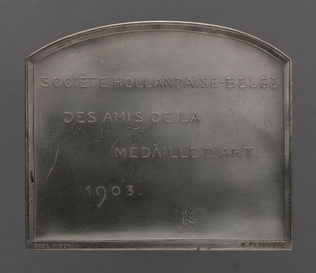 SOCIÉTÉ HOLLANDAISE-BELGE
DES AMIS DE LA
MÉDAILLE D'ART.
1903.